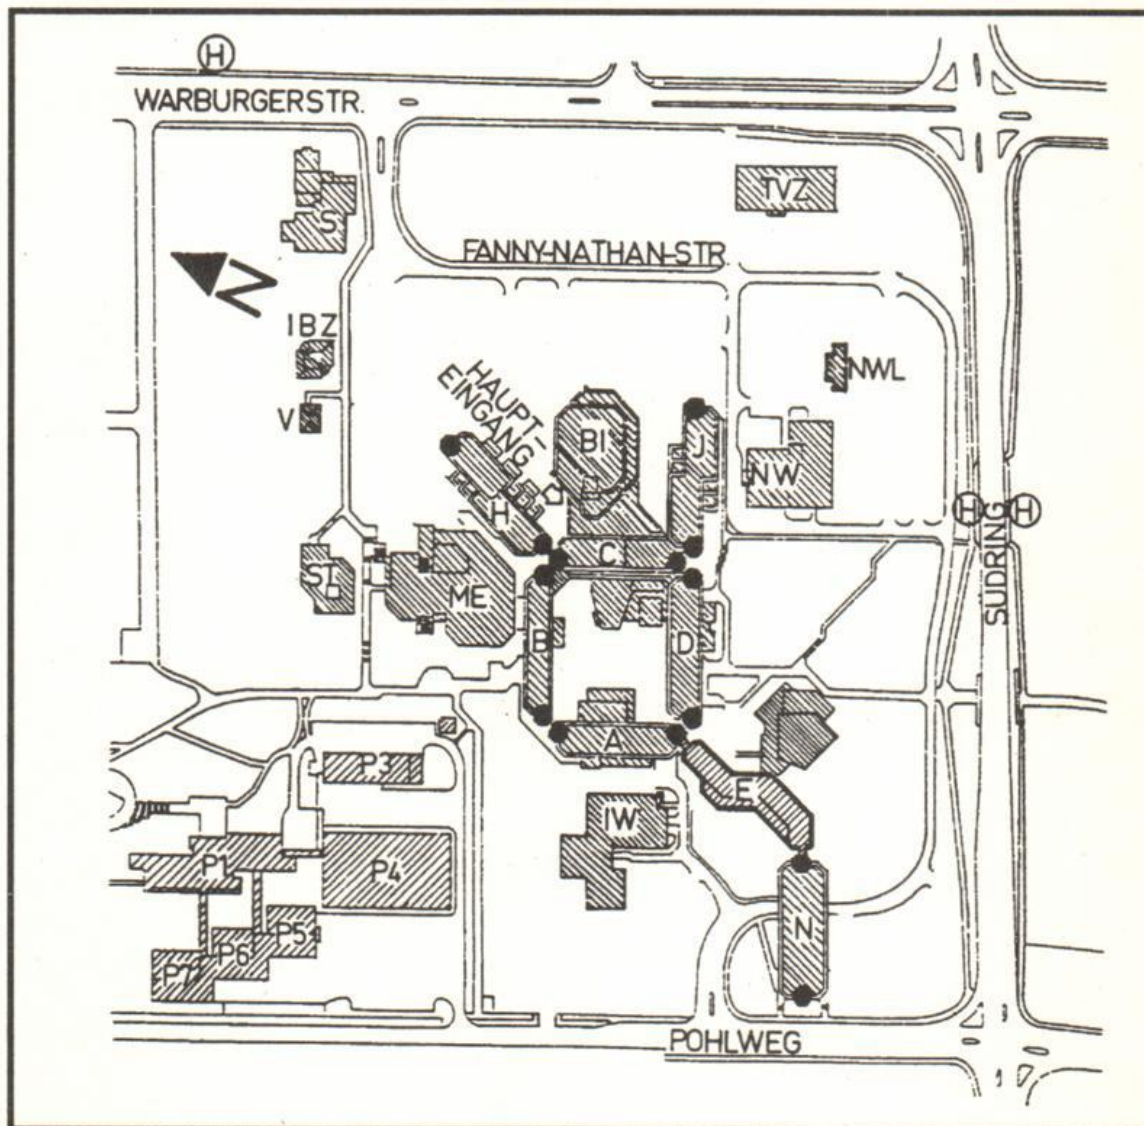 H
WARBURGERSTR.
TVZ
S
FANNY-NATHAN-STR.
N
IBZ
NWL
HAUPT-
EINGANG
V
BI
J
NW
H
H
H
SÜDRING
C
ST
ME
B
D
A
P3
E
IW
P1
P4
N
P5
P6
P7
POHLWEG